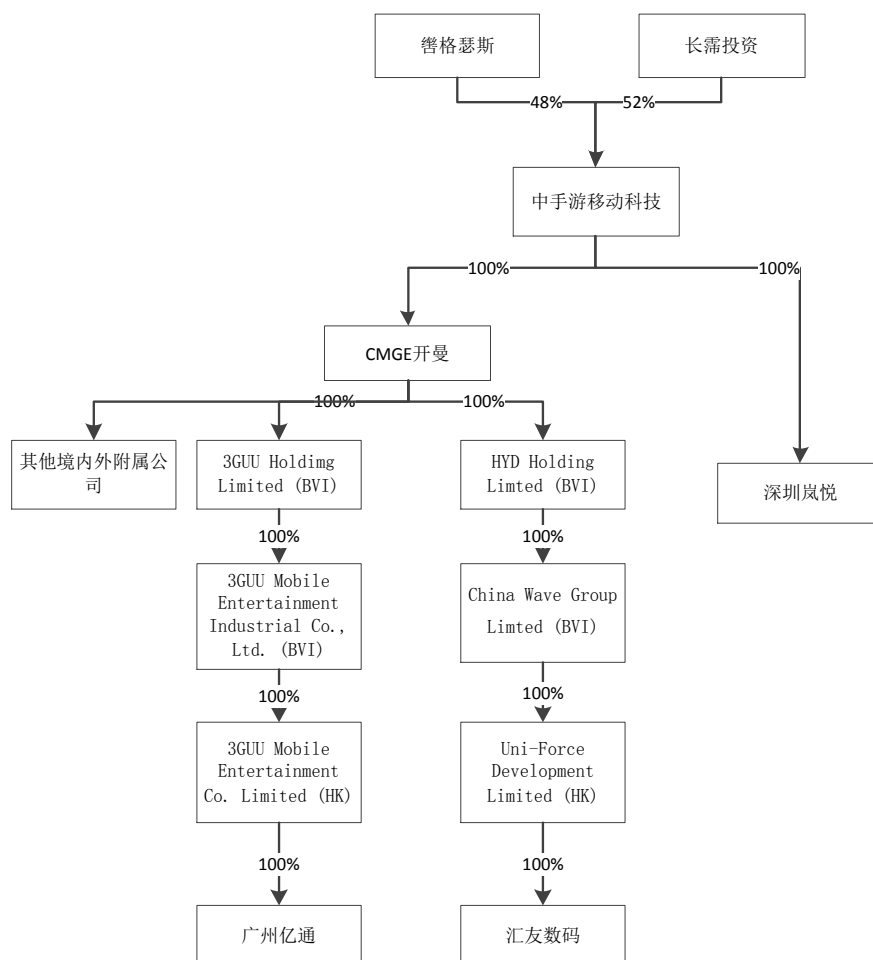 辔格瑟斯
长霈投资
48%
52%
中手游移动科技
100%
100%
CMGE开曼
100%
100%
其他境内外附属公
司
3GUU Holdimg
Limited (BVI)
HYD Holding
Limted (BVI)
深圳岚悦
100%
100%
3GUU Mobile
Entertainment
Industrial Co.,
Ltd. (BVI)
China Wave Group
Limted (BVI)
100%
100%
3GUU Mobile
Entertainment
Co. Limited (HK)
Uni-Force
Development
Limited (HK)
100%
100%
广州亿通
汇友数码